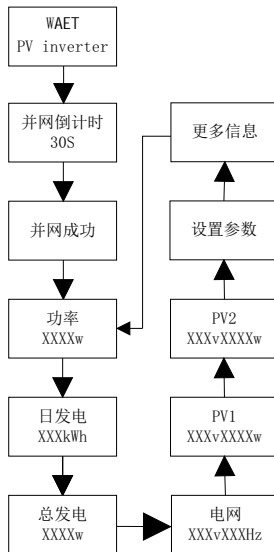 WAET
PV inverter
并网倒计时
30S
并网成功
功率
XXXXw
日发电
XXXkWh
总发电
XXXXw
电网
XXXvXXXHz
PV1
XXXvXXXXw
PV2
XXXvXXXXw
设置参数
更多信息